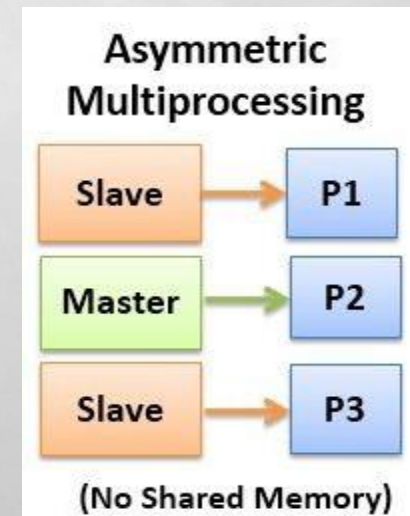 Asymmetric
Multiprocessing
Slave P1
Master P2
Slave P3
(No Shared Memory)